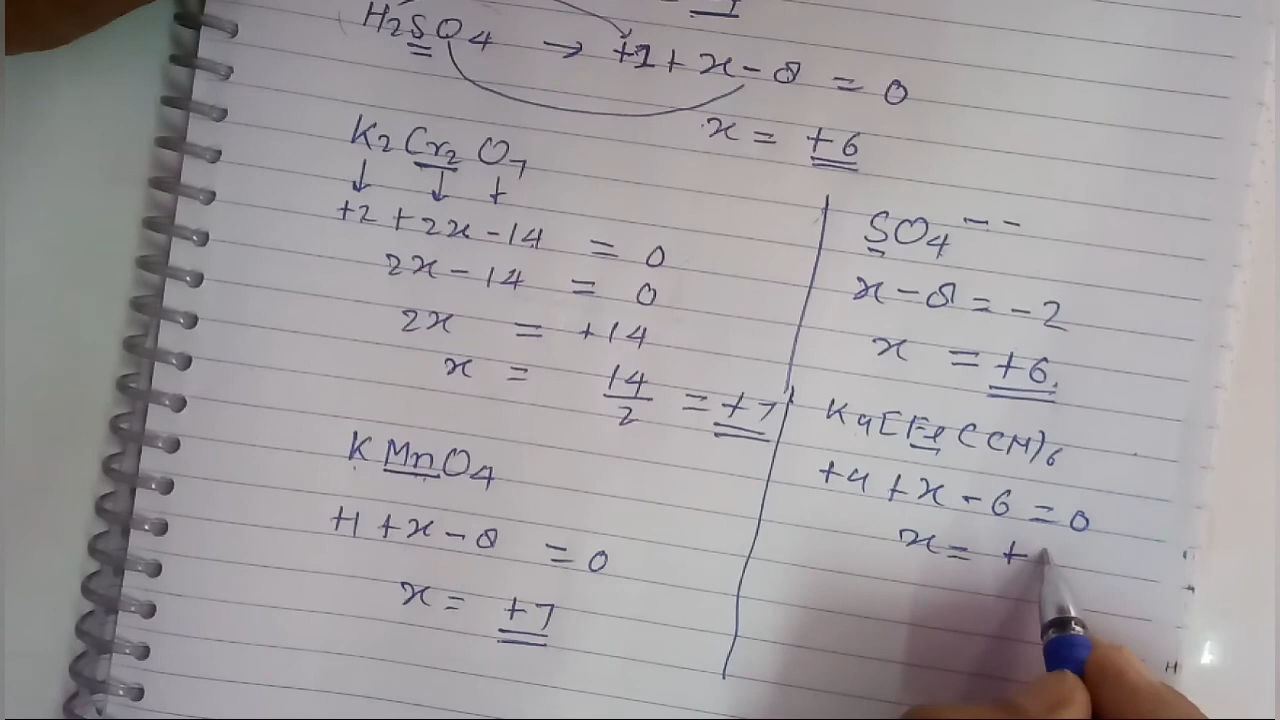 H2SO4 → +2 + x - 8 = 0
x = +6
K2Cr2O7
↓ ↓ ↓
+2 + 2x - 14 = 0
2x - 14 = 0
2x = +14
x = 14/2 = +7
KMnO4
+1 + x - 8 = 0
x = +7
SO4 --
x - 8 = -2
x = +6.
K4[Fe(CN)6
+4 + x - 6 = 0
x = +